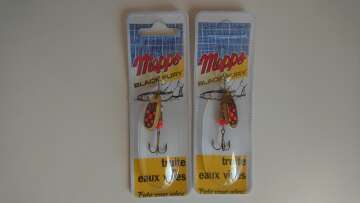 Mepps
BLACK FURY
truite
eaux vives
Mepps
BLACK FURY
truite
eaux vives